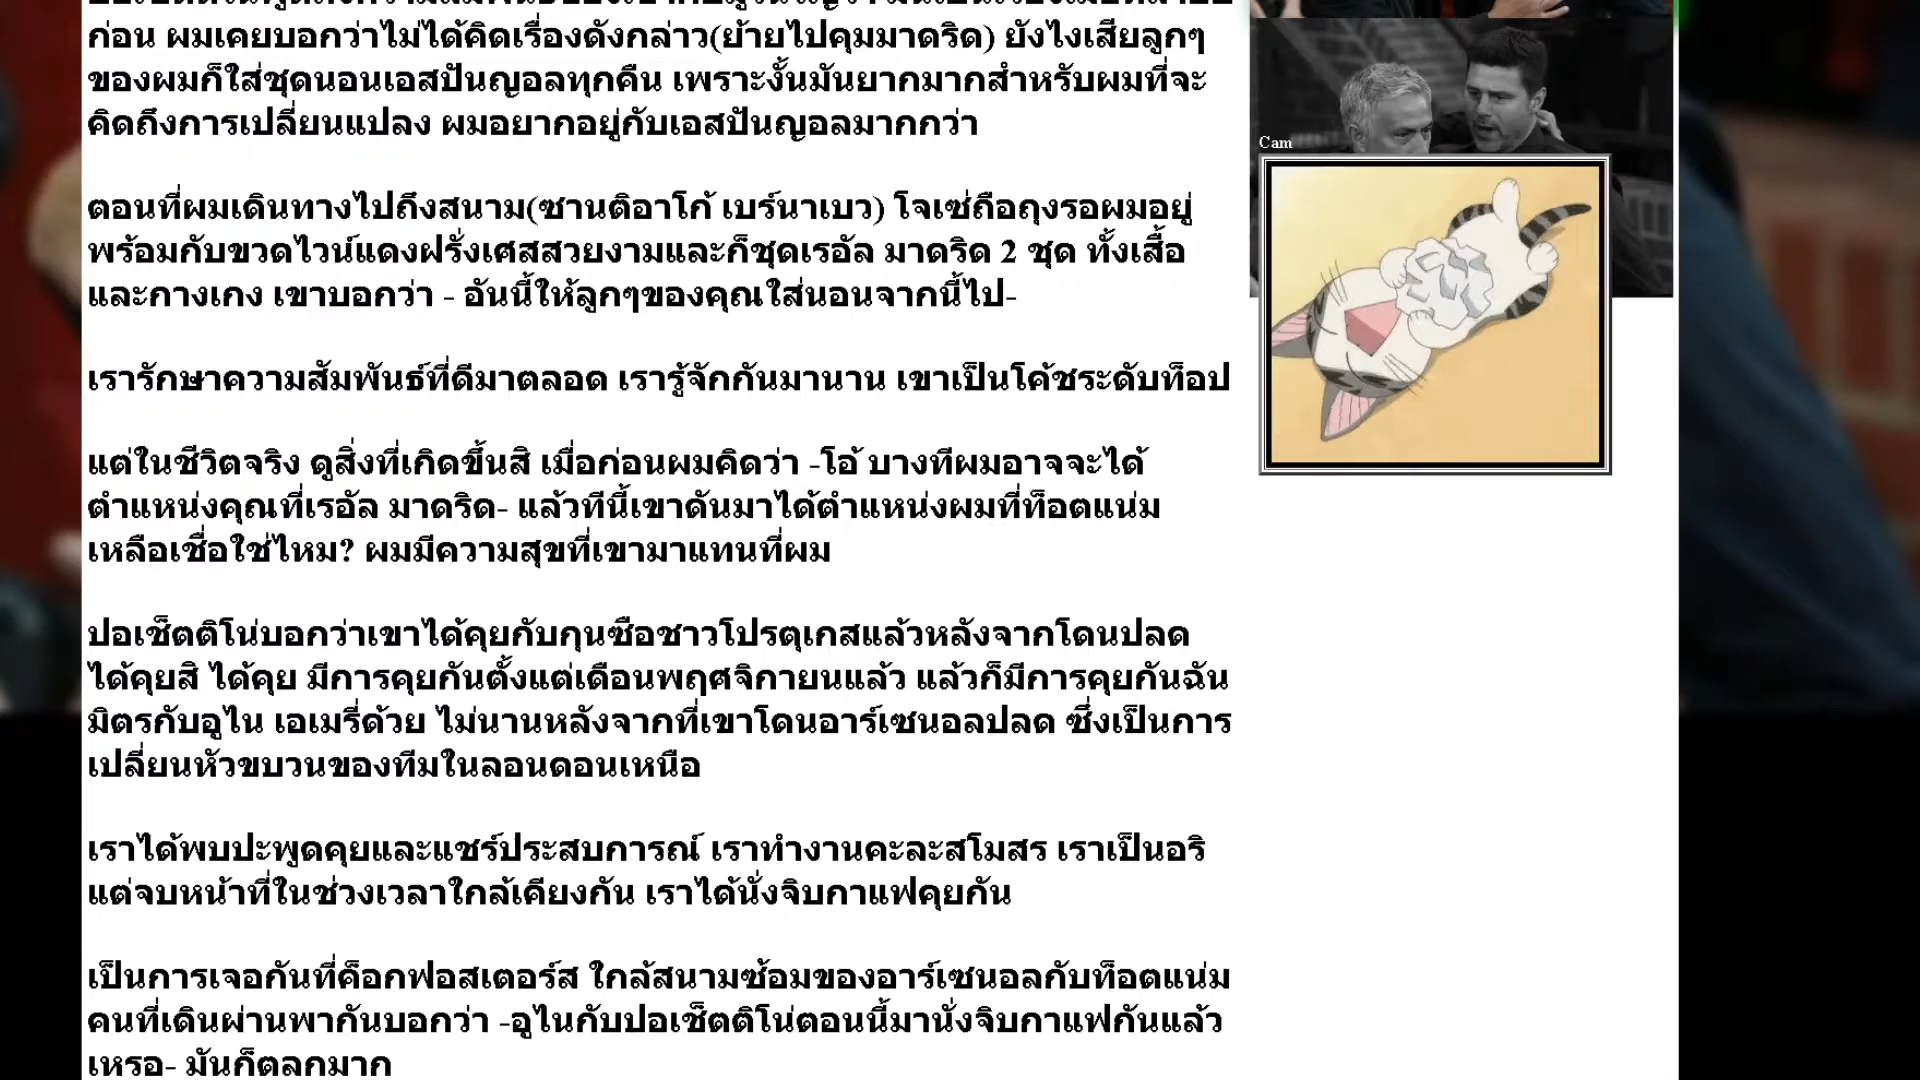 ก่อน ผมเคยบอกว่าไม่ได้คิดเรื่องดังกล่าว(ย้ายไปคุมมาดริด) ยังไงเสียลูกๆ
ของผมก็ใส่ชุดนอนเอสปันญอลทุกคืน เพราะงั้นมันยากมากสำหรับผมที่จะ
คิดถึงการเปลี่ยนแปลง ผมอยากอยู่กับเอสปันญอลมากกว่า
Cam
ตอนที่ผมเดินทางไปถึงสนาม(ซานติอาโก้ เบร์นาเบว) โจเซ่ถือถุงรอผมอยู่
พร้อมกับขวดไวน์แดงฝรั่งเศสสวยงามและก็ชุดเรอัล มาดริด 2 ชุด ทั้งเสื้อ
และกางเกง เขาบอกว่า - อันนี้ให้ลูกๆของคุณใส่นอนจากนี้ไป-
เรารักษาความสัมพันธ์ที่ดีมาตลอด เรารู้จักกันมานาน เขาเป็นโค้ชระดับท็อป
แต่ในชีวิตจริง ดูสิ่งที่เกิดขึ้นสิ เมื่อก่อนผมคิดว่า -โอ้ บางทีผมอาจจะได้
ตำแหน่งคุณที่เรอัล มาดริด- แล้วทีนี้เขาดันมาได้ตำแหน่งผมที่ท็อตแน่ม
เหลือเชื่อใช่ไหม? ผมมีความสุขที่เขามาแทนที่ผม
ปอเช็ตติโน่บอกว่าเขาได้คุยกับกุนซือชาวโปรตุเกสแล้วหลังจากโดนปลด
ได้คุยสิ ได้คุย มีการคุยกันตั้งแต่เดือนพฤศจิกายนแล้ว แล้วก็มีการคุยกันฉัน
มิตรกับอูไน เอเมรี่ด้วย ไม่นานหลังจากที่เขาโดนอาร์เซนอลปลด ซึ่งเป็นการ
เปลี่ยนหัวขบวนของทีมในลอนดอนเหนือ
เราได้พบปะพูดคุยและแชร์ประสบการณ์ เราทำงานคะละสโมสร เราเป็นอริ
แต่จบหน้าที่ในช่วงเวลาใกล้เคียงกัน เราได้นั่งจิบกาแฟคุยกัน
เป็นการเจอกันที่ค็อกฟอสเตอร์ส ใกล้สนามซ้อมของอาร์เซนอลกับท็อตแน่ม
คนที่เดินผ่านพากันบอกว่า -อูไนกับปอเช็ตติโน่ตอนนี้มานั่งจิบกาแฟกันแล้ว
เหรอ- มันก็ตลกมาก